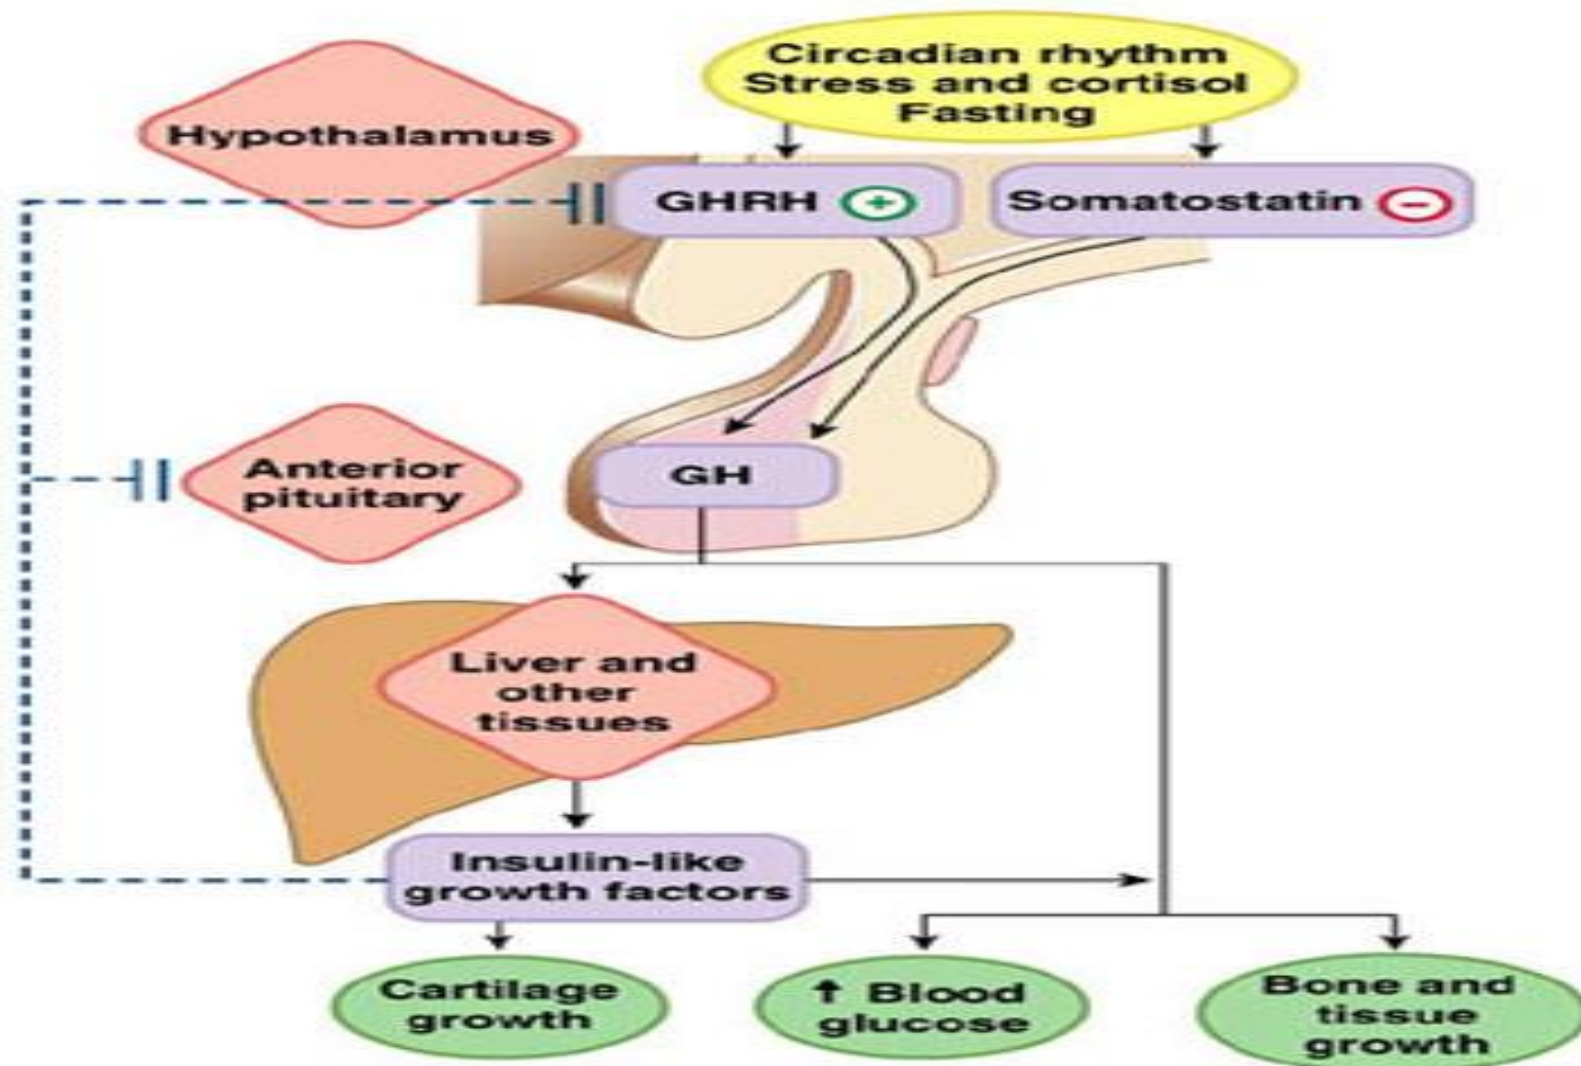 Circadian rhythm
Stress and cortisol
Fasting
Hypothalamus
GHRH +
Somatostatin −
Anterior
pituitary
GH
Liver and
other
tissues
Insulin-like
growth factors
Cartilage
growth
↑ Blood
glucose
Bone and
tissue
growth